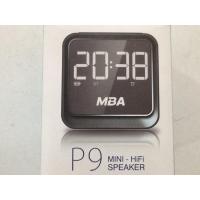 20:38
MBA
P9 MINI - HiFi
SPEAKER